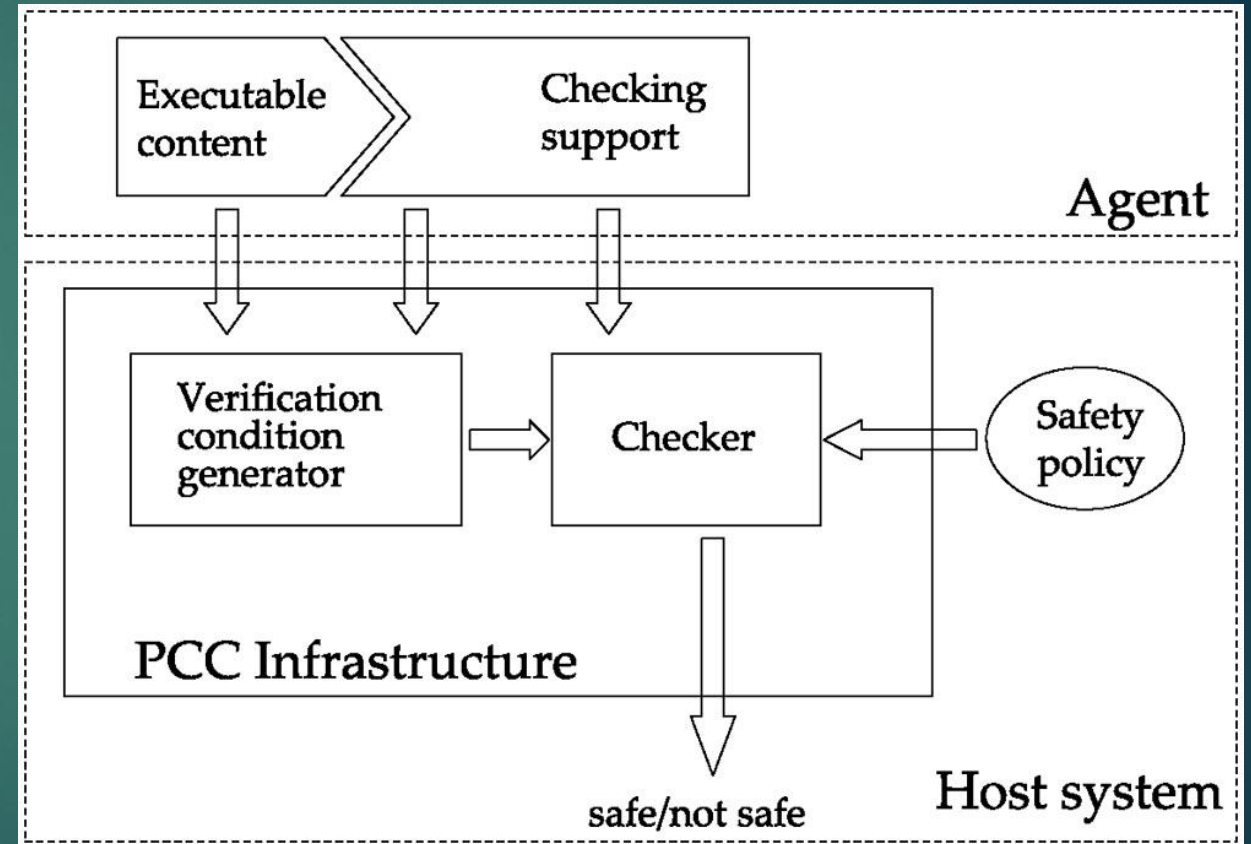 Executable
content
Checking
support
Agent
Verification
condition
generator
Checker
Safety
policy
PCC Infrastructure
safe/not safe
Host system